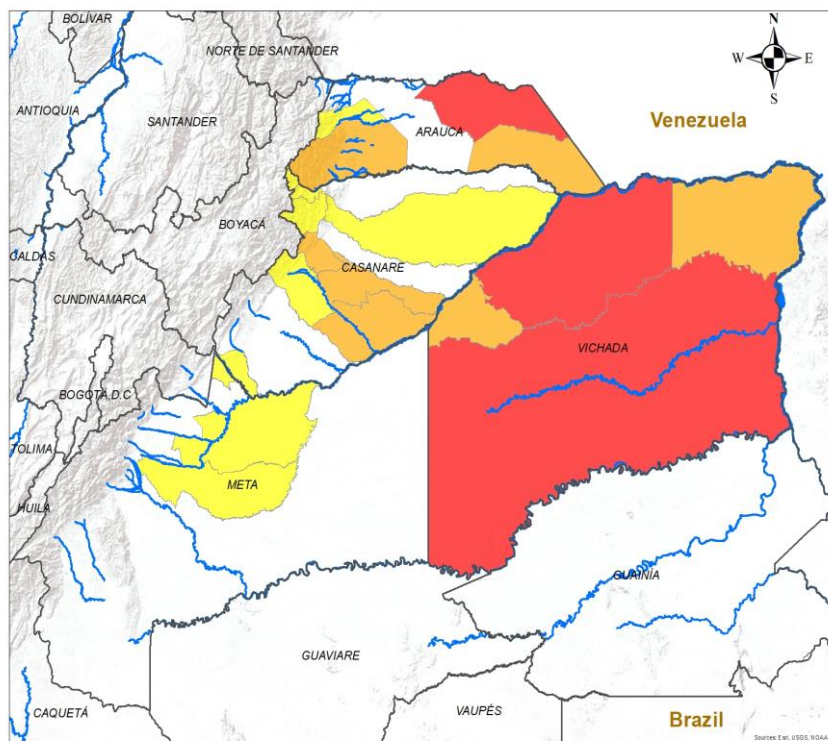 BOLÍVAR
N
NORTE DE SANTANDER
W
E
S
ANTIOQUIA
SANTANDER
ARAUCA
Venezuela
BOYACÁ
CALDAS
CASANARE
CUNDINAMARCA
VICHADA
BOGOTÁ D.C
TOLIMA
META
HUILA
GUAINÍA
GUAVIARE
CAQUETÁ
VAUPÉS
Brazil
Sources: Esri, USGS, NOAA